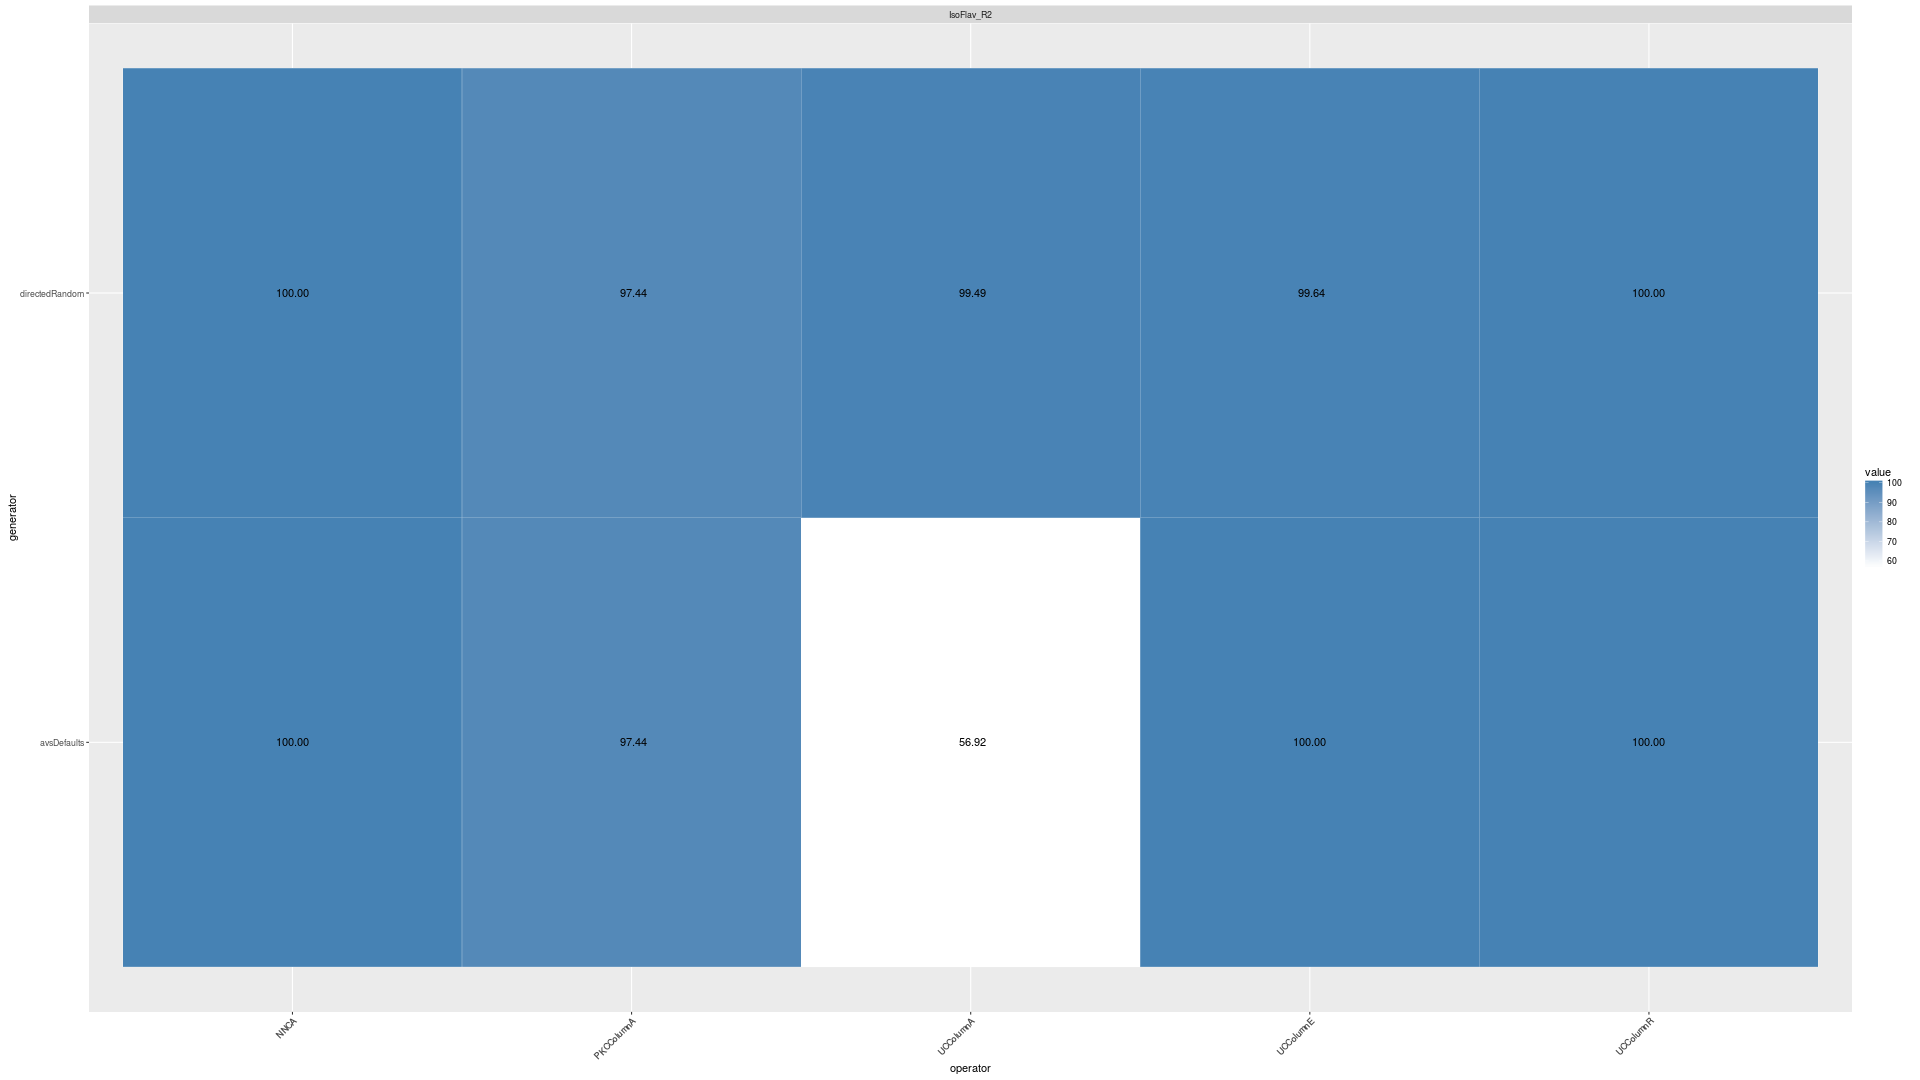 IsoFlav_R2
directedRandom
100.00 97.44 99.49 99.64 100.00
avsDefaults
100.00 97.44 56.92 100.00 100.00
generator
value
100
90
80
70
60
NNCA PKCColumnA UCColumnA UCColumnE UCColumnR
operator